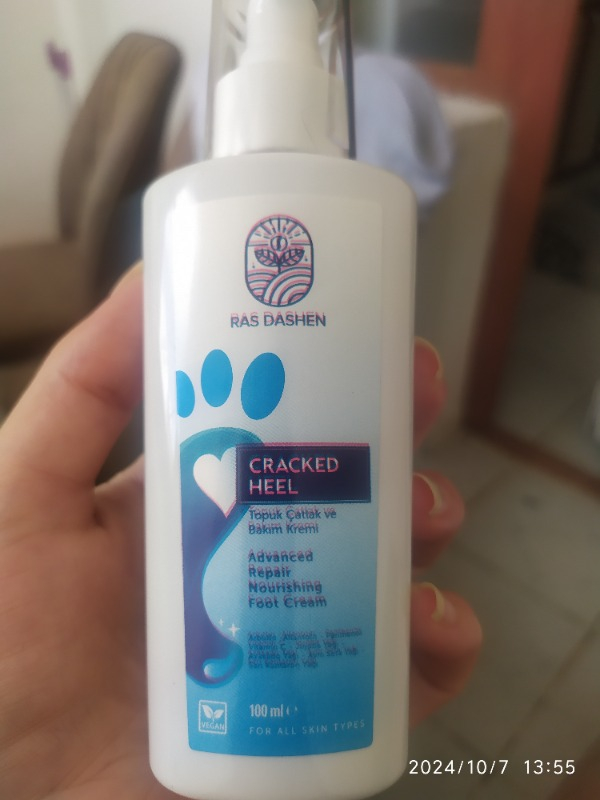 RAS DASHEN
CRACKED
HEEL
Topuk Çatlak ve
Bakım Kremi
Advanced
Repair
Nourishing
Foot Cream
100 ml e
VEGAN
FOR ALL SKIN TYPES
2024/10/7 13:55